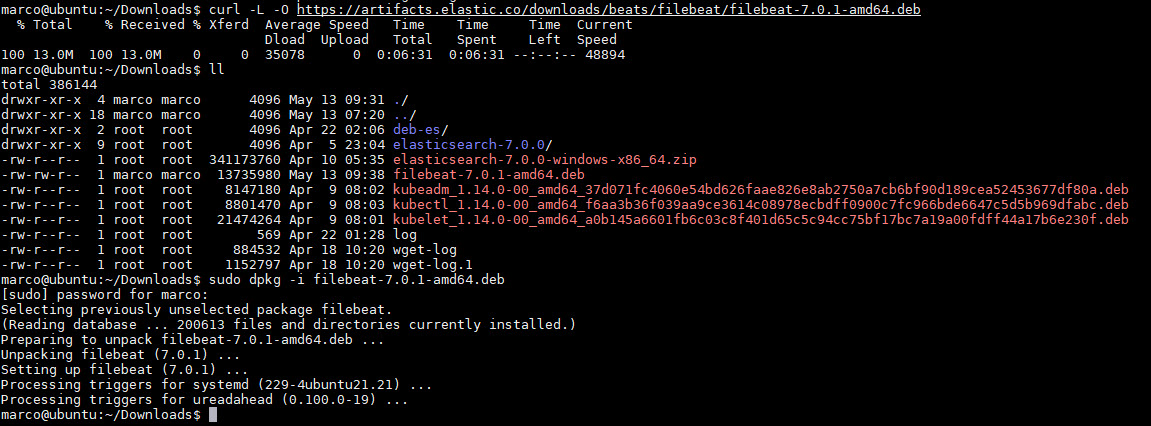 marco@ubuntu:~/Downloads$ curl -L -O https://artifacts.elastic.co/downloads/beats/filebeat/filebeat-7.0.1-amd64.deb
  % Total    % Received % Xferd  Average Speed   Time    Time     Time  Current
                                 Dload  Upload   Total   Spent    Left  Speed
100 13.0M  100 13.0M    0     0  35078      0  0:06:31  0:06:31 --:--:-- 48894
marco@ubuntu:~/Downloads$ ll
total 386144
drwxr-xr-x  4 marco marco      4096 May 13 09:31 ./
drwxr-xr-x 18 marco marco      4096 May 13 07:20 ../
drwxr-xr-x  2 root  root       4096 Apr 22 02:06 deb-es/
drwxr-xr-x  9 root  root       4096 Apr  5 23:04 elasticsearch-7.0.0/
-rw-r--r--  1 root  root  341173760 Apr 10 05:35 elasticsearch-7.0.0-windows-x86_64.zip
-rw-rw-r--  1 marco marco  13735980 May 13 09:38 filebeat-7.0.1-amd64.deb
-rw-r--r--  1 root  root    8147180 Apr  9 08:02 kubeadm_1.14.0-00_amd64_37d071fc4060e54bd626faae826e8ab2750a7cb6bf90d189cea52453677df80a.deb
-rw-r--r--  1 root  root    8801470 Apr  9 08:03 kubectl_1.14.0-00_amd64_f6aa3b36f039aa9ce3614c08978ecbdff0900c7fc966bde6647c5d5b969dfabc.deb
-rw-r--r--  1 root  root   21474264 Apr  9 08:01 kubelet_1.14.0-00_amd64_a0b145a6601fb6c03c8f401d65c5c94cc75bf17bc7a19a00fdff44a17b6e230f.deb
-rw-r--r--  1 root  root        569 Apr 22 01:28 log
-rw-r--r--  1 root  root     884532 Apr 18 10:20 wget-log
-rw-r--r--  1 root  root    1152797 Apr 18 10:20 wget-log.1
marco@ubuntu:~/Downloads$ sudo dpkg -i filebeat-7.0.1-amd64.deb
[sudo] password for marco:
Selecting previously unselected package filebeat.
(Reading database ... 200613 files and directories currently installed.)
Preparing to unpack filebeat-7.0.1-amd64.deb ...
Unpacking filebeat (7.0.1) ...
Setting up filebeat (7.0.1) ...
Processing triggers for systemd (229-4ubuntu21.21) ...
Processing triggers for ureadahead (0.100.0-19) ...
marco@ubuntu:~/Downloads$